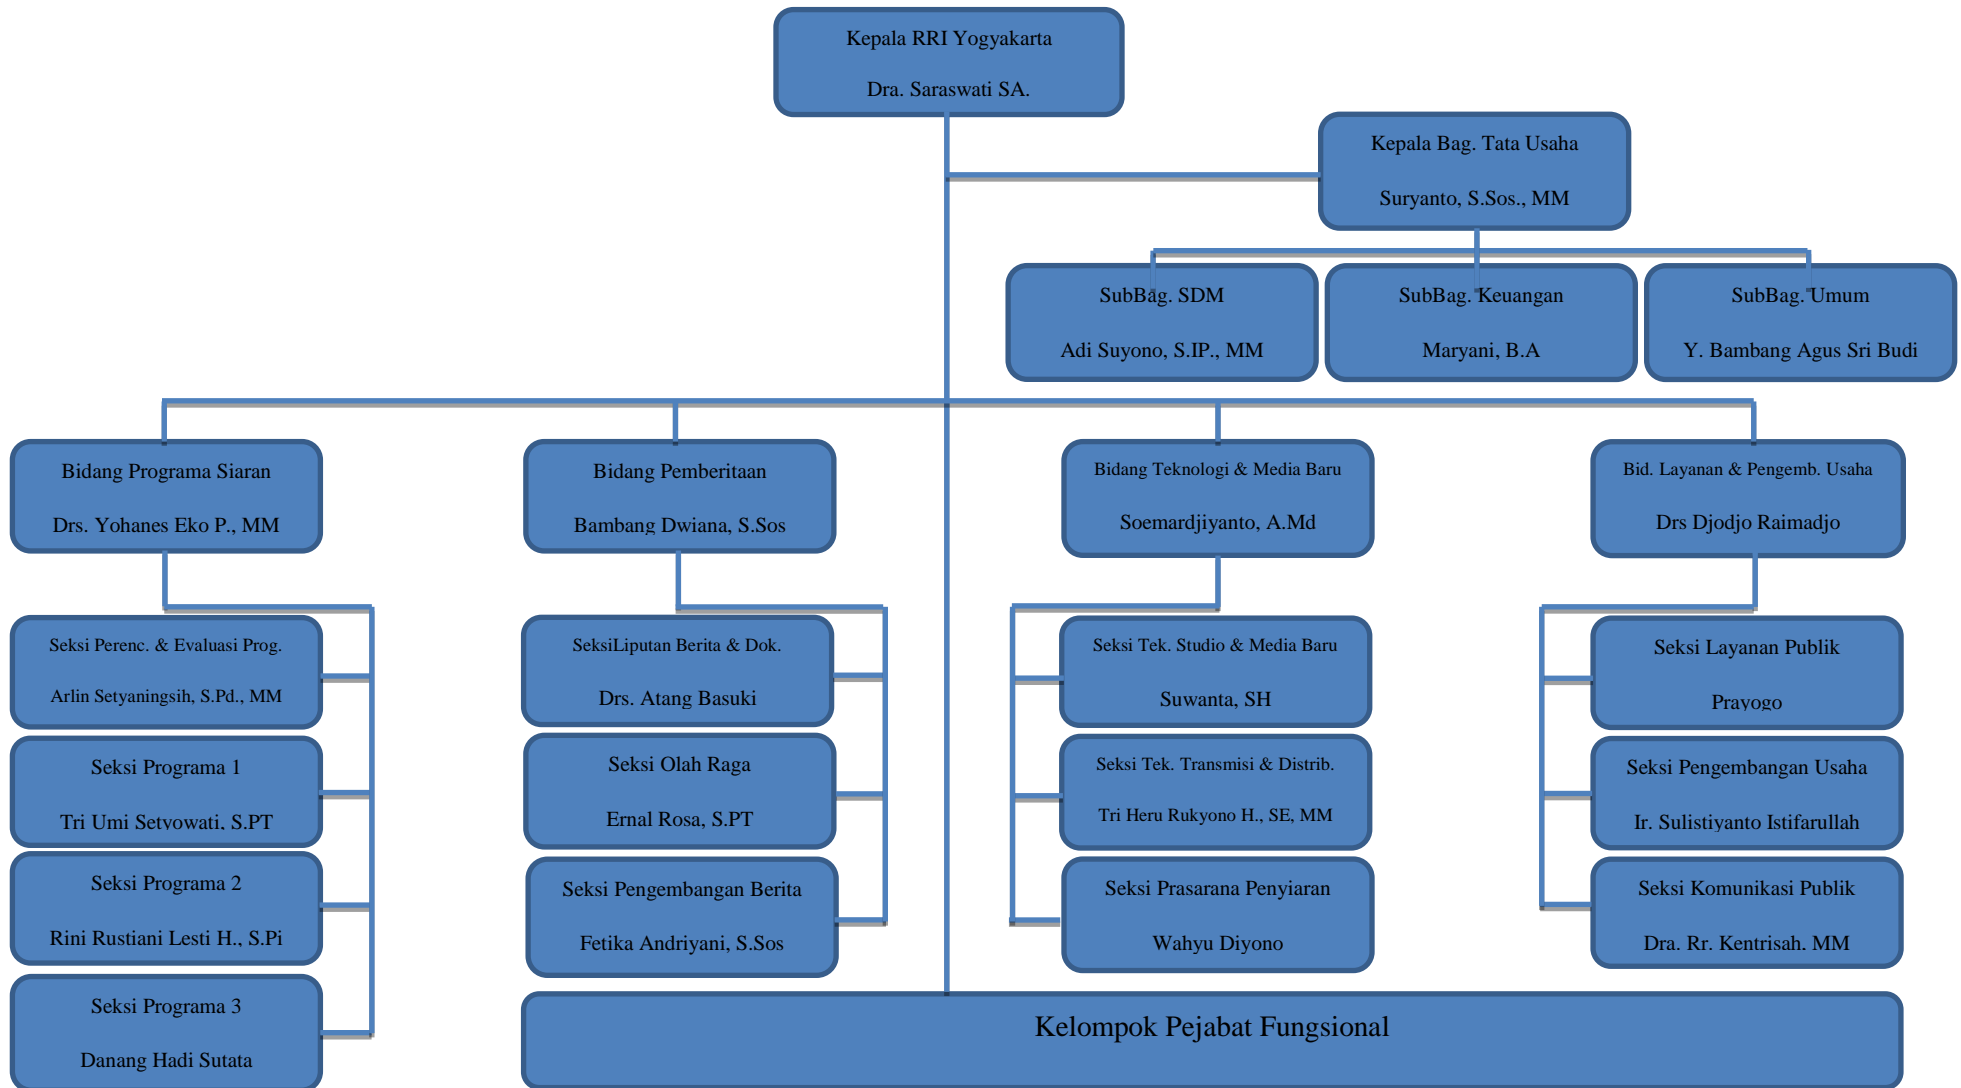 Kepala RRI Yogyakarta
Dra. Saraswati SA.
Kepala Bag. Tata Usaha
Suryanto, S.Sos., MM
SubBag. SDM
Adi Suyono, S.IP., MM
SubBag. Keuangan
Maryani, B.A
SubBag. Umum
Y. Bambang Agus Sri Budi
Bidang Programa Siaran
Drs. Yohanes Eko P., MM
Bidang Pemberitaan
Bambang Dwiana, S.Sos
Bidang Teknologi & Media Baru
Soemardjiyanto, A.Md
Bid. Layanan & Pengemb. Usaha
Drs Djodjo Raimadjo
Seksi Perenc. & Evaluasi Prog.
Arlin Setyaningsih, S.Pd., MM
Seksi Programa 1
Tri Umi Setyowati, S.PT
Seksi Programa 2
Rini Rustiani Lesti H., S.Pi
Seksi Programa 3
Danang Hadi Sutata
SeksiLiputan Berita & Dok.
Drs. Atang Basuki
Seksi Olah Raga
Ernal Rosa, S.PT
Seksi Pengembangan Berita
Fetika Andriyani, S.Sos
Seksi Tek. Studio & Media Baru
Suwanta, SH
Seksi Tek. Transmisi & Distrib.
Tri Heru Rukyono H., SE, MM
Seksi Prasarana Penyiaran
Wahyu Diyono
Seksi Layanan Publik
Prayogo
Seksi Pengembangan Usaha
Ir. Sulistiyanto Istifarullah
Seksi Komunikasi Publik
Dra. Rr. Kentrisah. MM
Kelompok Pejabat Fungsional